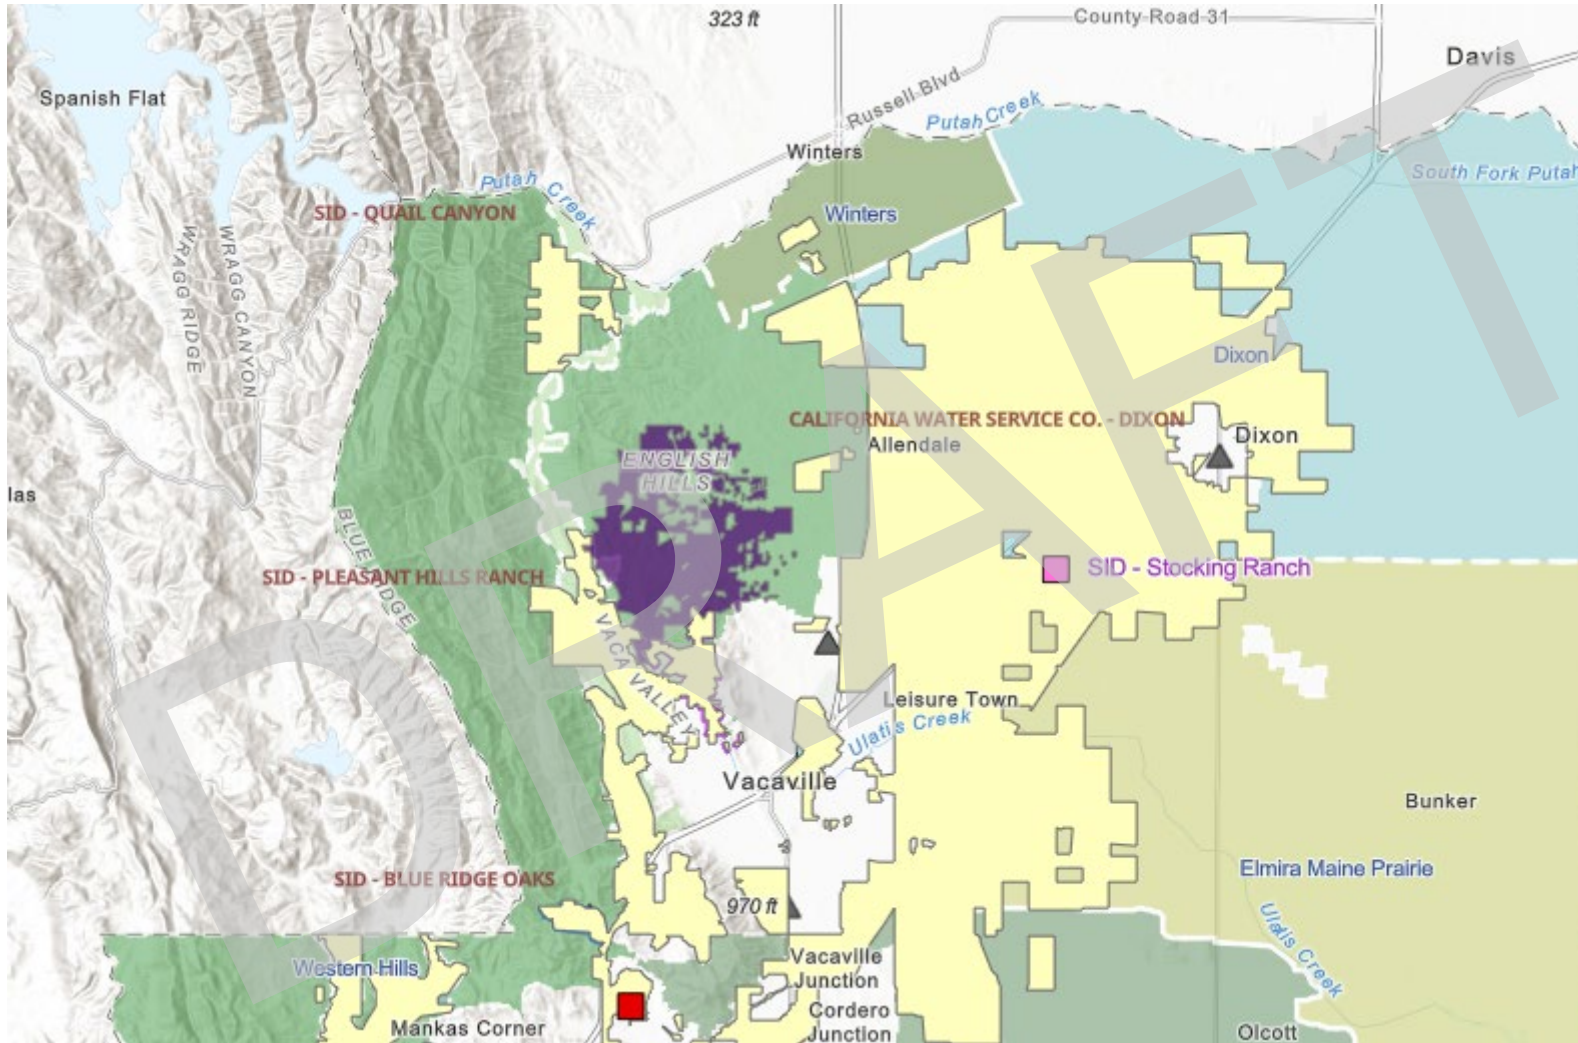 323 ft
County Road 31
Davis
Spanish Flat
Russell Blvd
Putah Creek
Winters
South Fork Putah
Putah Creek
SID - QUAIL CANYON
Winters
WRAGG RIDGE
WRAGG CANYON
Dixon
CALIFORNIA WATER SERVICE CO. - DIXON
Dixon
Allendale
ENGLISH
HILLS
las
BLUE RIDGE
SID - PLEASANT HILLS RANCH
SID - Stocking Ranch
VACA VALLEY
Leisure Town
Ulatis Creek
Vacaville
Bunker
Elmira Maine Prairie
SID - BLUE RIDGE OAKS
970 ft
Ulatis Creek
Western Hills
Vacaville
Junction
Mankas Corner
Cordero
Junction
Olcott
DRAFT